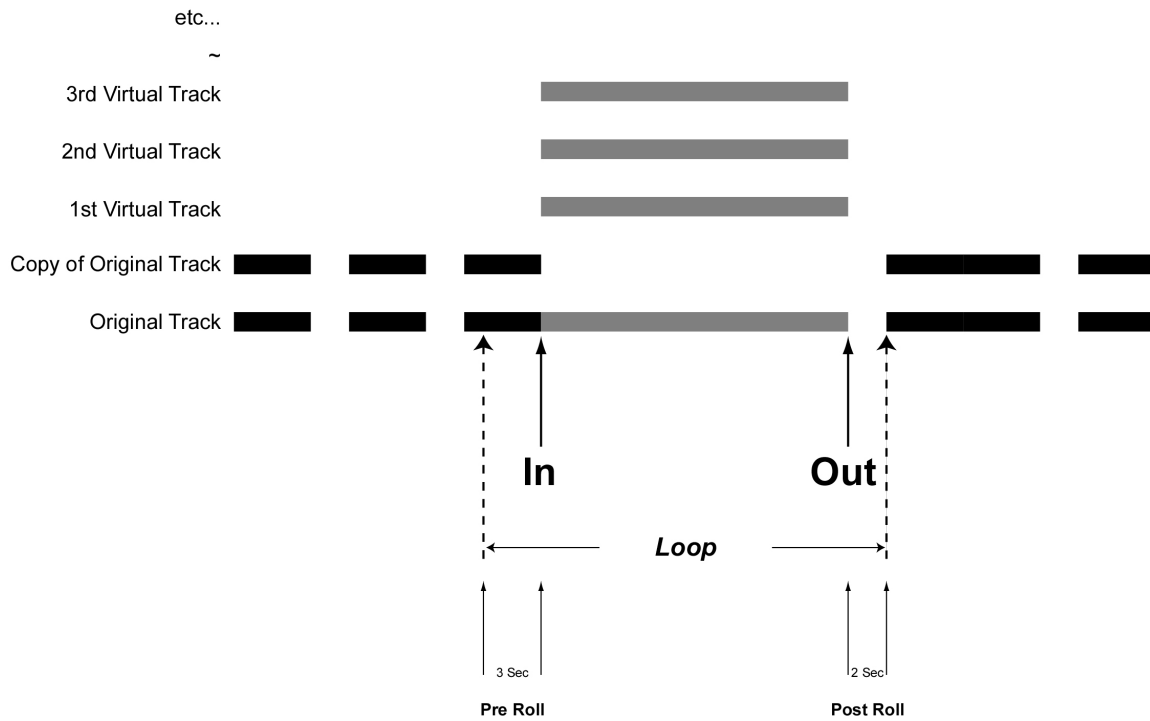 etc...
~
3rd Virtual Track
2nd Virtual Track
1st Virtual Track
Copy of Original Track
Original Track
In
Out
Loop
3 Sec
2 Sec
Pre Roll
Post Roll